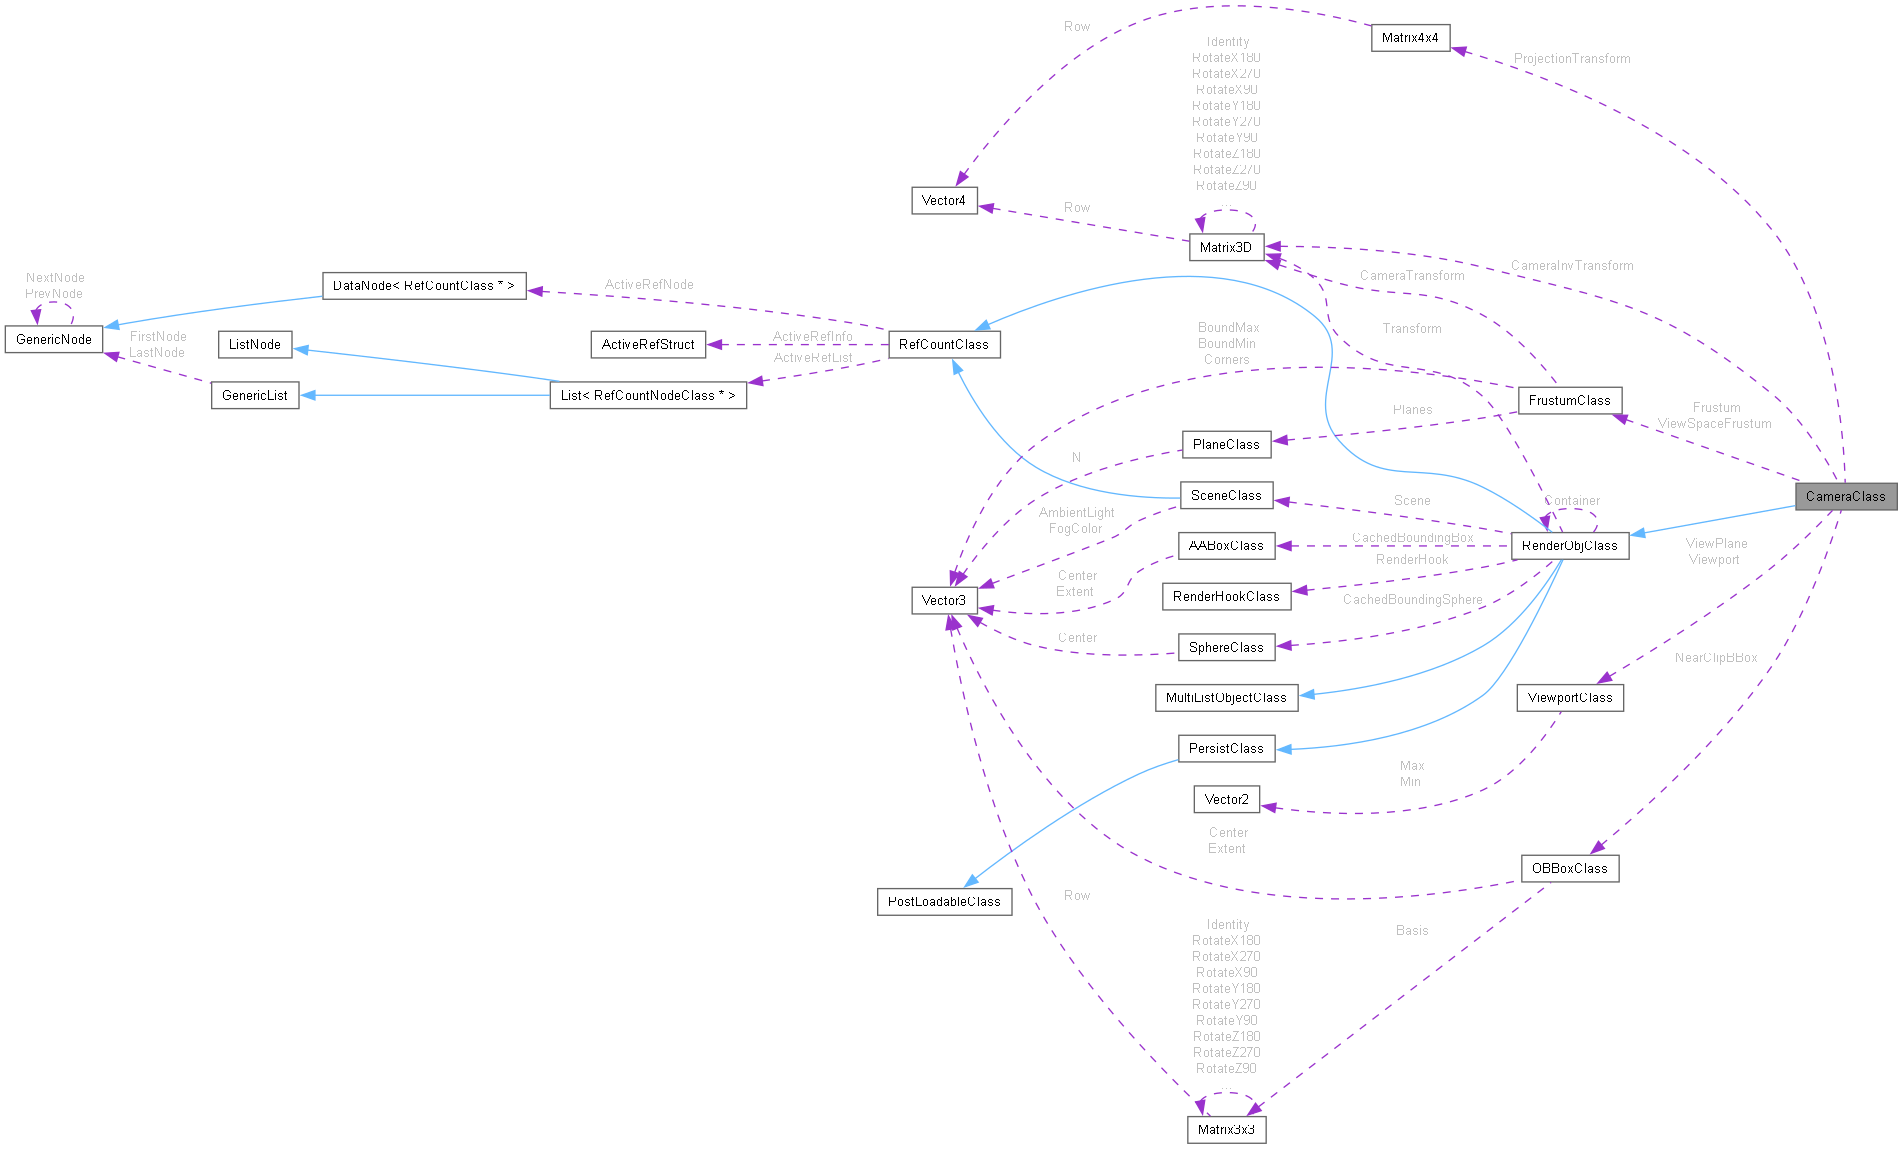 Row
Matrix4x4
ProjectionTransform
Identity
RotateX180
RotateX270
RotateX90
RotateY180
RotateY270
RotateY90
RotateZ180
RotateZ270
RotateZ90
...
Vector4
Row
Matrix3D
CameraInvTransform
CameraTransform
NextNode
PrevNode
DataNode< RefCountClass * >
ActiveRefNode
GenericNode
FirstNode
LastNode
ListNode
ActiveRefStruct
ActiveRefInfo
ActiveRefList
RefCountClass
BoundMax
BoundMin
Corners
Transform
GenericList
List< RefCountNodeClass * >
FrustumClass
Planes
Frustum
ViewSpaceFrustum
PlaneClass
N
SceneClass
Scene
Container
CameraClass
AmbientLight
FogColor
AABoxClass
CachedBoundingBox
RenderObjClass
ViewPlane
Viewport
RenderHook
Center
Extent
RenderHookClass
Vector3
CachedBoundingSphere
Center
SphereClass
NearClipBBox
MultiListObjectClass
ViewportClass
PersistClass
Max
Min
Vector2
Center
Extent
OBBoxClass
PostLoadableClass
Row
Basis
Identity
RotateX180
RotateX270
RotateX90
RotateY180
RotateY270
RotateY90
RotateZ180
RotateZ270
RotateZ90
...
Matrix3x3